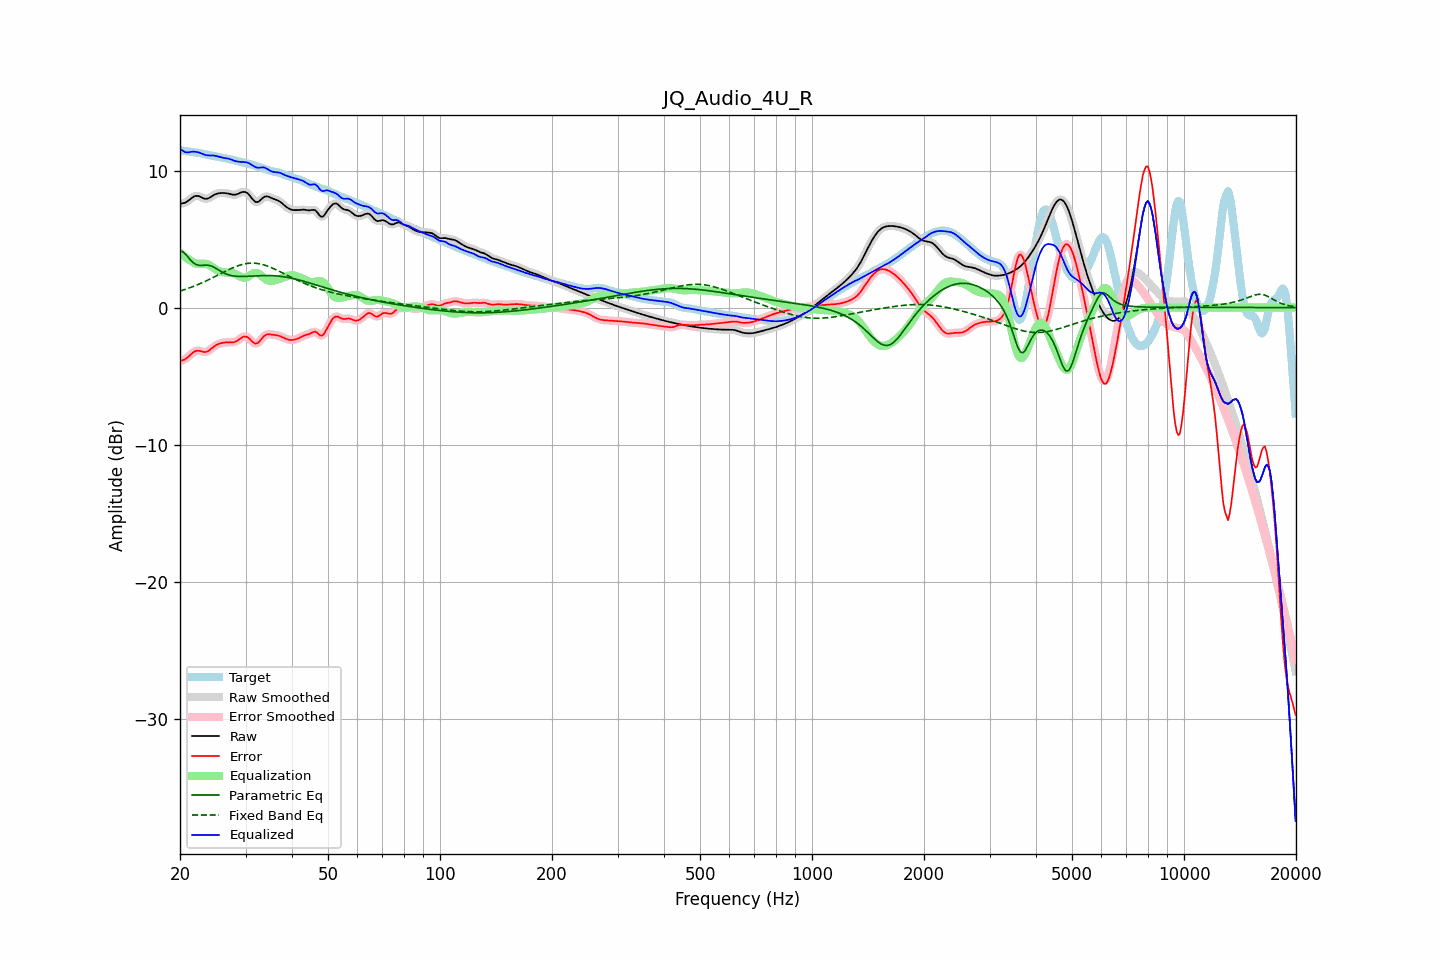 JQ_Audio_4U_R
10
0
−10
−20
−30
Amplitude (dBr)
Target
Raw Smoothed
Error Smoothed
Raw
Error
Equalization
Parametric Eq
Fixed Band Eq
Equalized
20 50 100 200 500 1000 2000 5000 10000 20000
Frequency (Hz)